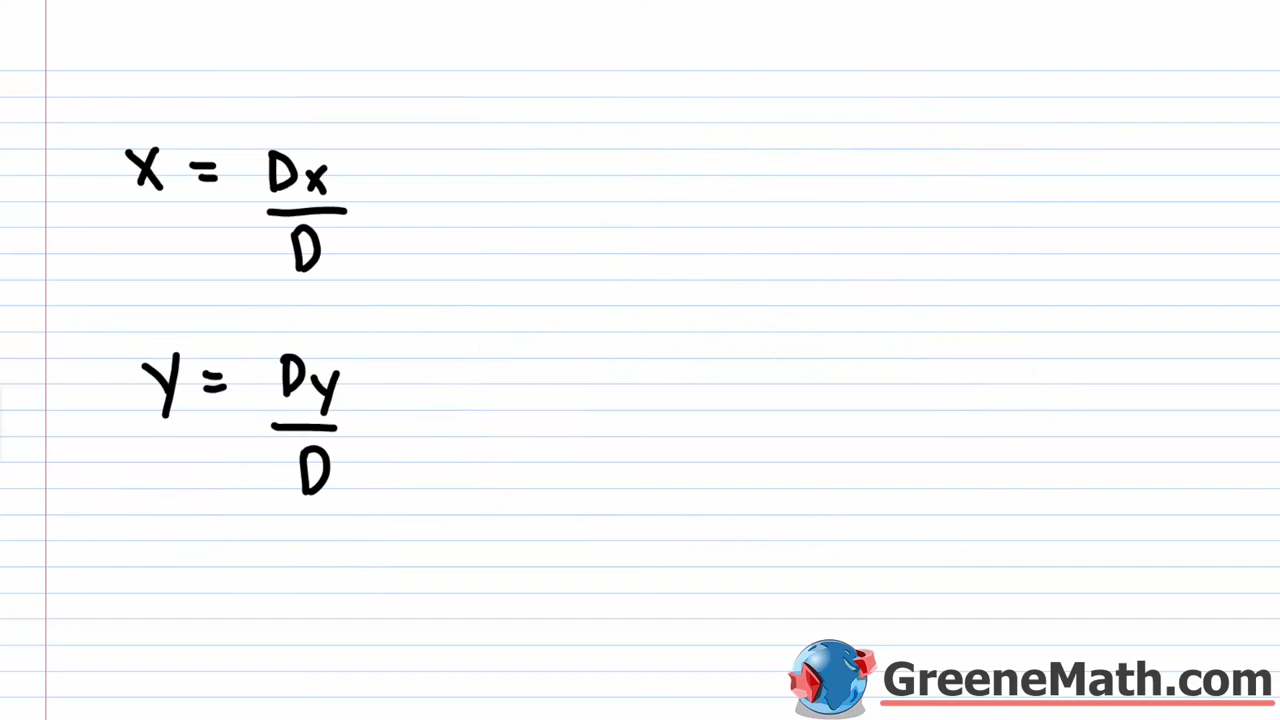 X = Dx
D
y = Dy
D
GreeneMath.com